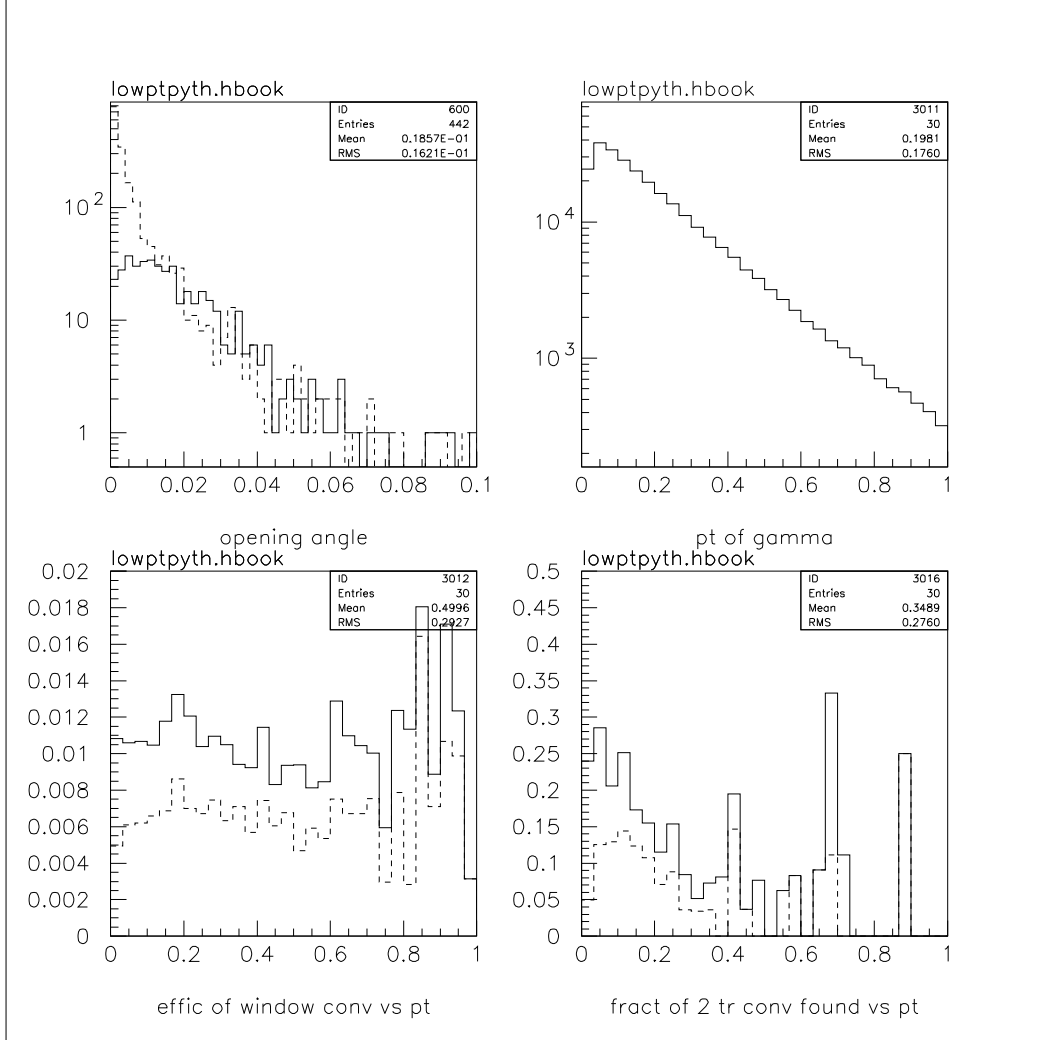 lowptpyth.hbook
ID 600
Entries 442
Mean 0.1857E-01
RMS 0.1621E-01
10^2
10
1
0 0.02 0.04 0.06 0.08 0.1
opening angle
lowptpyth.hbook
ID 3011
Entries 30
Mean 0.1981
RMS 0.1760
10^4
10^3
0 0.2 0.4 0.6 0.8 1
pt of gamma
lowptpyth.hbook
ID 3012
Entries 30
Mean 0.4996
RMS 0.2927
0.02
0.018
0.016
0.014
0.012
0.01
0.008
0.006
0.004
0.002
0
0 0.2 0.4 0.6 0.8 1
effic of window conv vs pt
lowptpyth.hbook
ID 3016
Entries 30
Mean 0.3489
RMS 0.2760
0.5
0.45
0.4
0.35
0.3
0.25
0.2
0.15
0.1
0.05
0
0 0.2 0.4 0.6 0.8 1
fract of 2 tr conv found vs pt